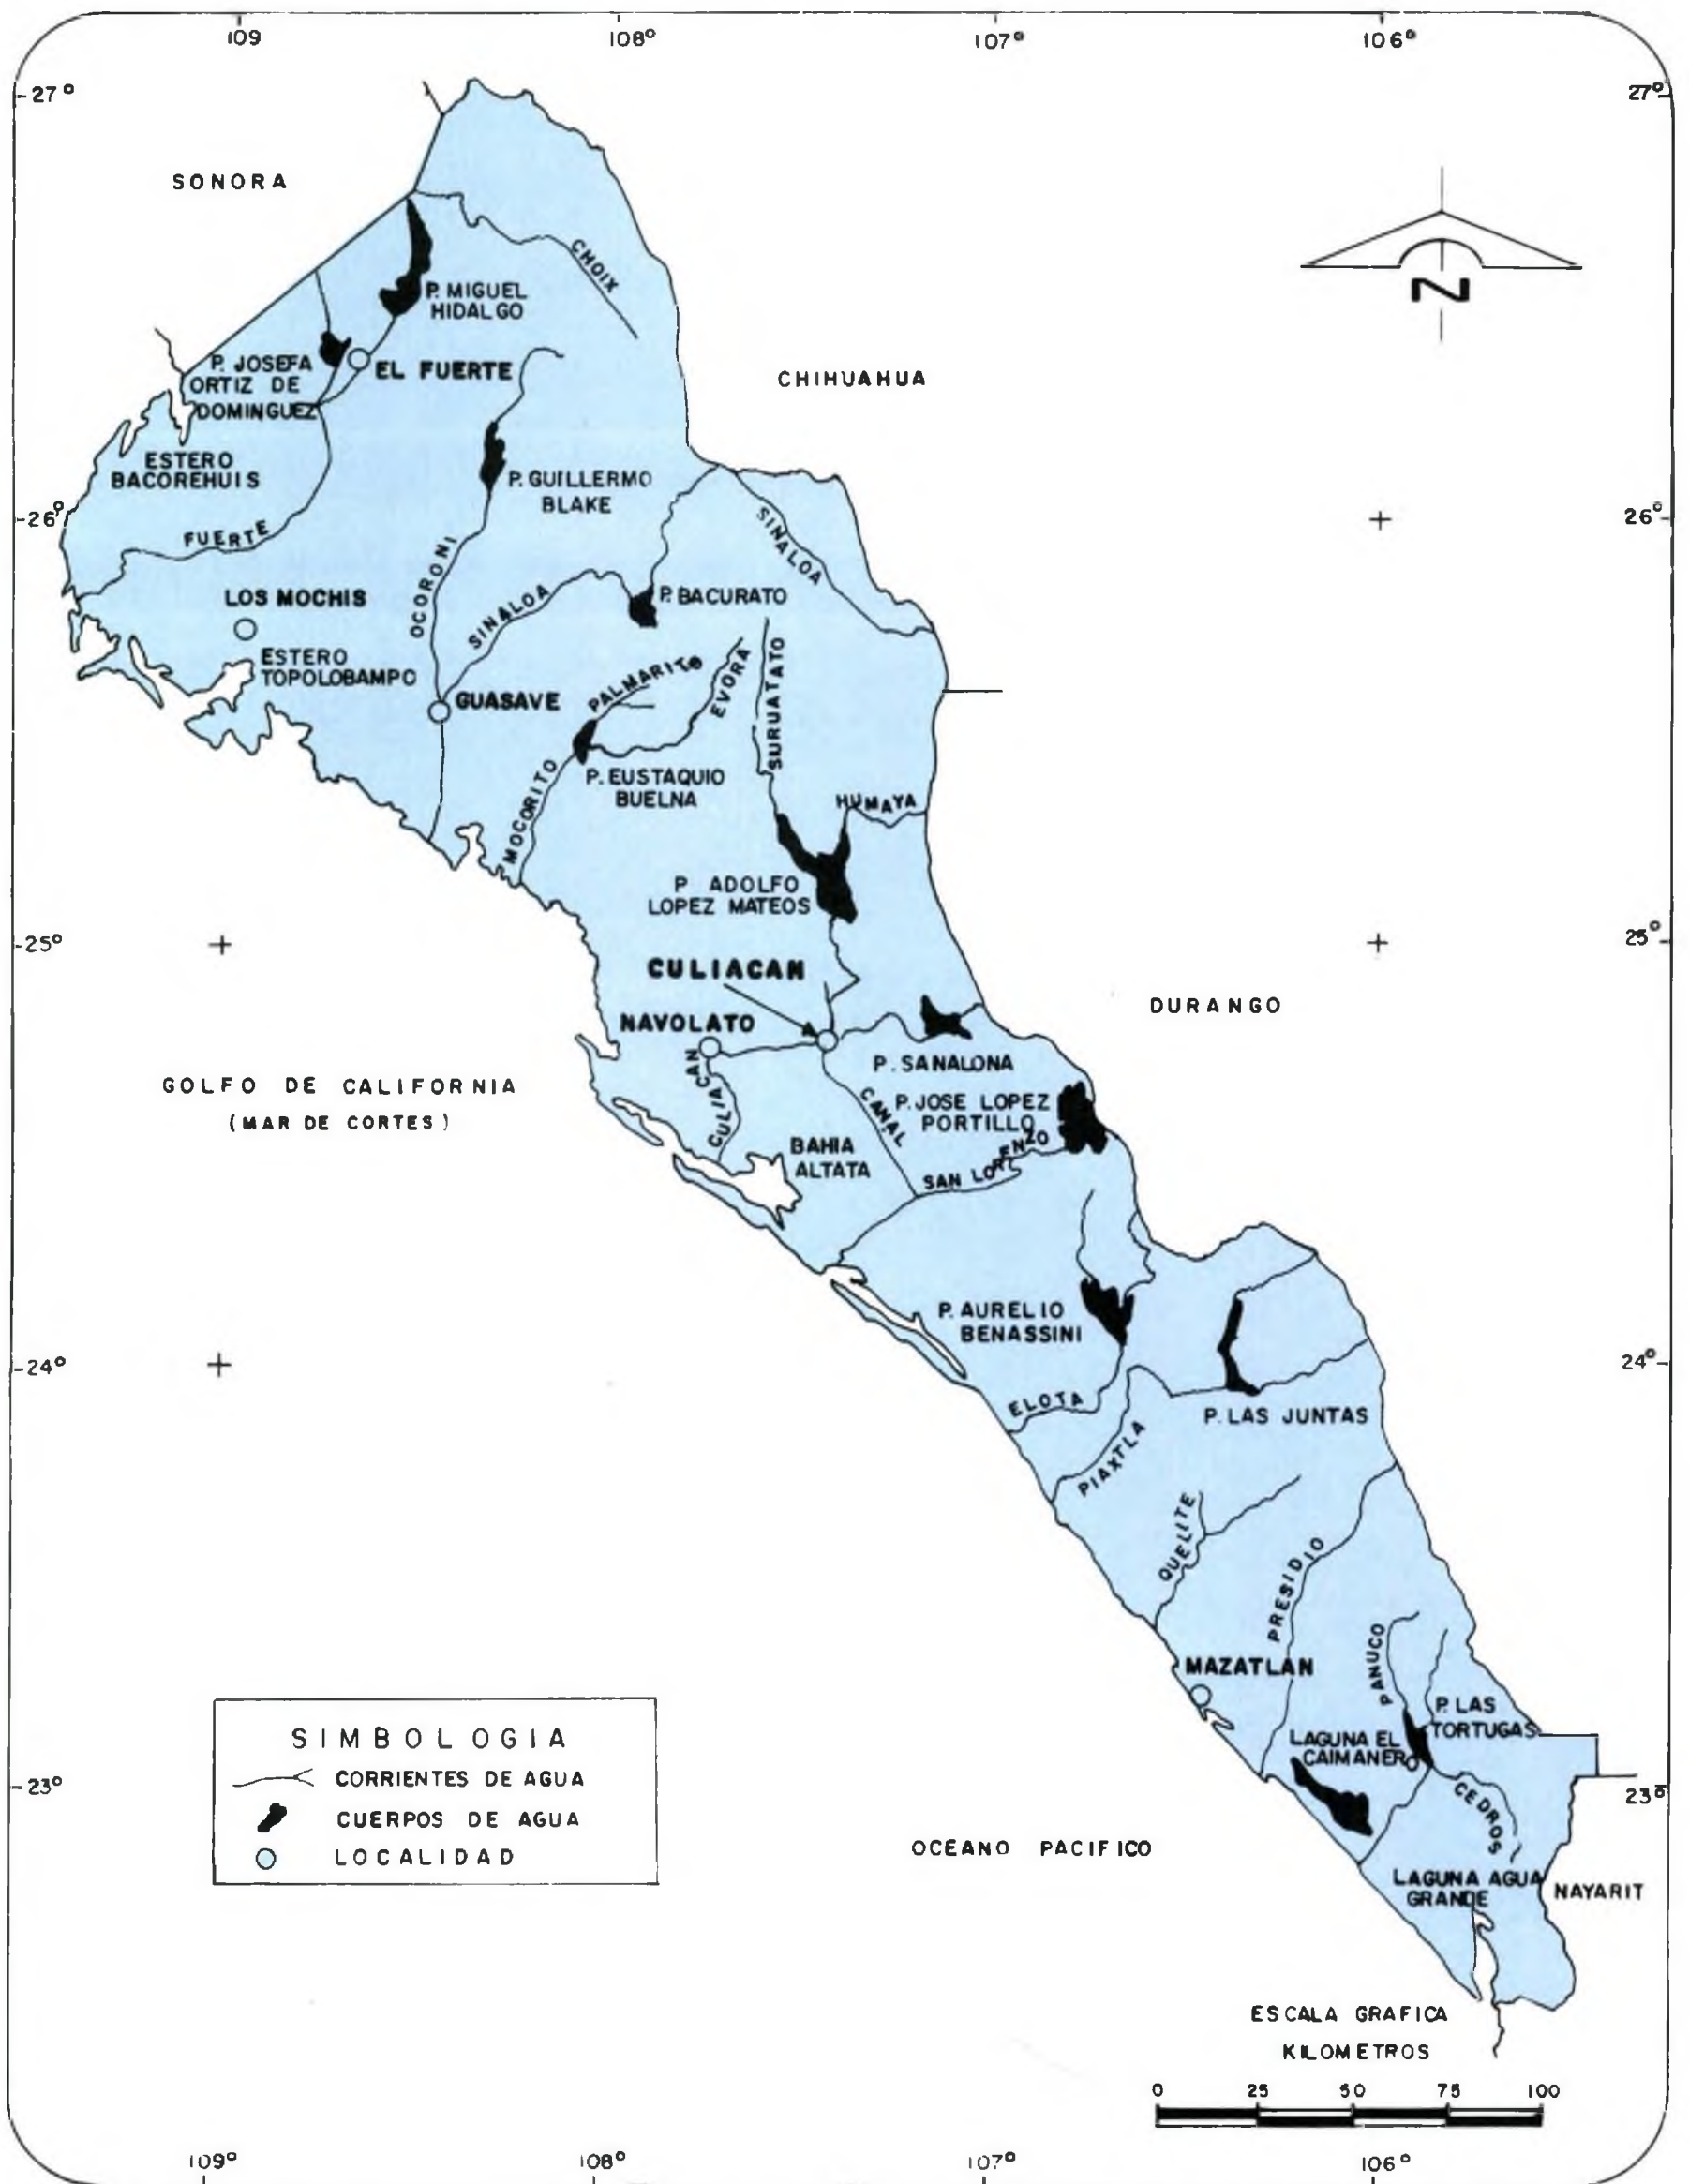 109
108°
107°
106°
27°
27°
SONORA
CHOIX
P. MIGUEL
HIDALGO
N
P. JOSEFA
ORTIZ DE
DOMINGUEZ
EL FUERTE
CHIHUAHUA
ESTERO
BACOREHUIS
P. GUILLERMO
BLAKE
26°
26°
FUERTE
SINALOA
OCORONI
LOS MOCHIS
SINALOA
P. BACURATO
ESTERO
TOPOLOBAMPO
GUASAVE
PALMARITO
EVORA
SURUATATO
P. EUSTAQUIO
BUELNA
MOCORITO
HUMAYA
P ADOLFO
LOPEZ MATEOS
25°
25°
CULIACAN
DURANGO
NAVOLATO
P. SANALONA
GOLFO DE CALIFORNIA
(MAR DE CORTES)
CULIACAN
CANAL
P. JOSE LOPEZ
PORTILLO
BAHIA
ALTATA
SAN LORENZO
P. AURELIO
BENASSINI
24°
24°
ELOTA
P. LAS JUNTAS
PIAXTLA
QUELITE
PRESIDIO
PANUCO
MAZATLAN
P. LAS
TORTUGAS
LAGUNA EL
CAIMANERO
CEDROS
23°
23°
SIMBOLOGIA
CORRIENTES DE AGUA
CUERPOS DE AGUA
LOCALIDAD
OCEANO PACIFICO
LAGUNA AGUA
GRANDE
NAYARIT
ESCALA GRAFICA
KILOMETROS
0 25 50 75 100
109°
108°
107°
106°